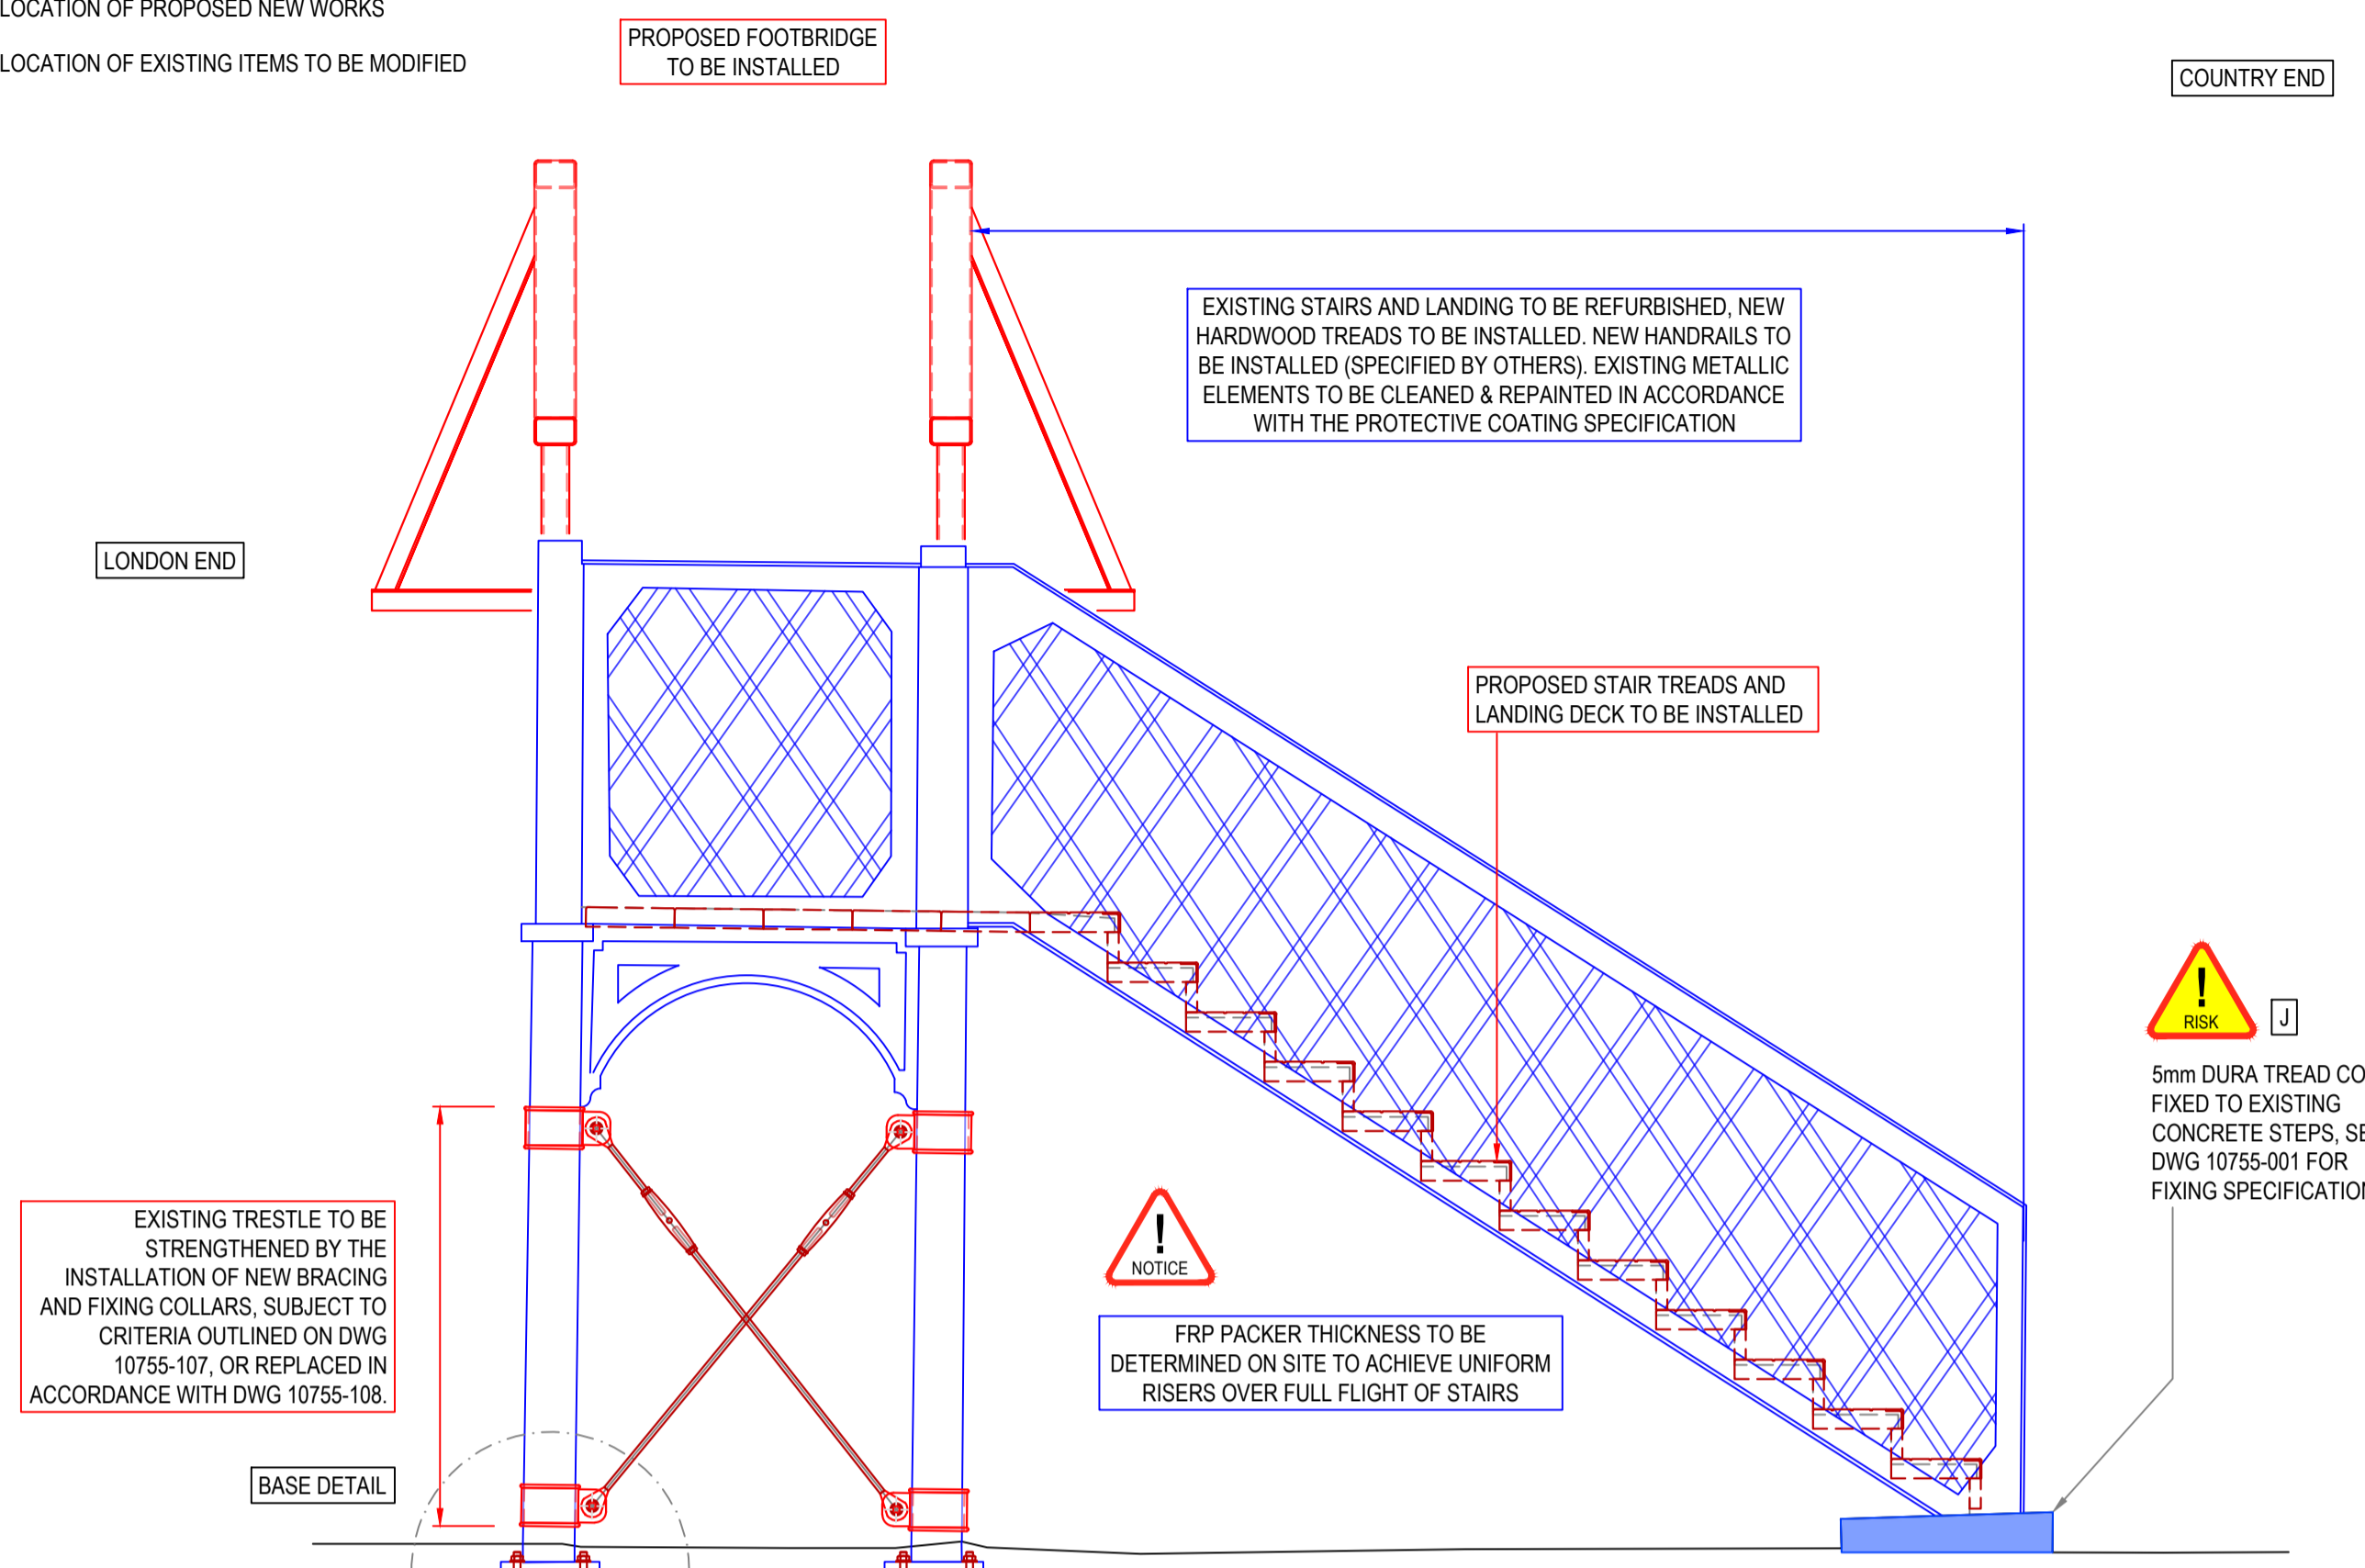 LOCATION OF PROPOSED NEW WORKS
LOCATION OF EXISTING ITEMS TO BE MODIFIED
PROPOSED FOOTBRIDGE
TO BE INSTALLED
COUNTRY END
EXISTING STAIRS AND LANDING TO BE REFURBISHED, NEW
HARDWOOD TREADS TO BE INSTALLED. NEW HANDRAILS TO
BE INSTALLED (SPECIFIED BY OTHERS). EXISTING METALLIC
ELEMENTS TO BE CLEANED & REPAINTED IN ACCORDANCE
WITH THE PROTECTIVE COATING SPECIFICATION
LONDON END
PROPOSED STAIR TREADS AND
LANDING DECK TO BE INSTALLED
!
RISK
J
5mm DURA TREAD CO
FIXED TO EXISTING
CONCRETE STEPS, SE
DWG 10755-001 FOR
FIXING SPECIFICATION
EXISTING TRESTLE TO BE
STRENGTHENED BY THE
INSTALLATION OF NEW BRACING
AND FIXING COLLARS, SUBJECT TO
CRITERIA OUTLINED ON DWG
10755-107, OR REPLACED IN
ACCORDANCE WITH DWG 10755-108.
!
NOTICE
FRP PACKER THICKNESS TO BE
DETERMINED ON SITE TO ACHIEVE UNIFORM
RISERS OVER FULL FLIGHT OF STAIRS
BASE DETAIL